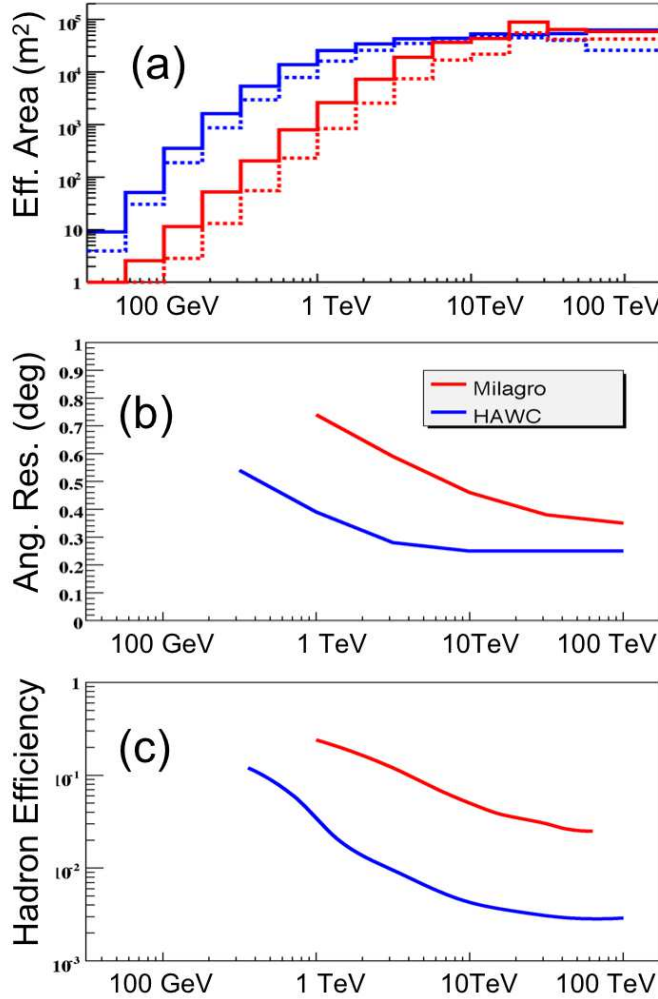 Eff. Area (m²)
(a)
10⁵
10⁴
10³
10²
10
1
100 GeV 1 TeV 10TeV 100 TeV
Ang. Res. (deg)
(b)
1
0.9
0.8
0.7
0.6
0.5
0.4
0.3
0.2
0.1
0
Milagro
HAWC
100 GeV 1 TeV 10TeV 100 TeV
Hadron Efficiency
(c)
1
10⁻¹
10⁻²
10⁻³
100 GeV 1 TeV 10TeV 100 TeV